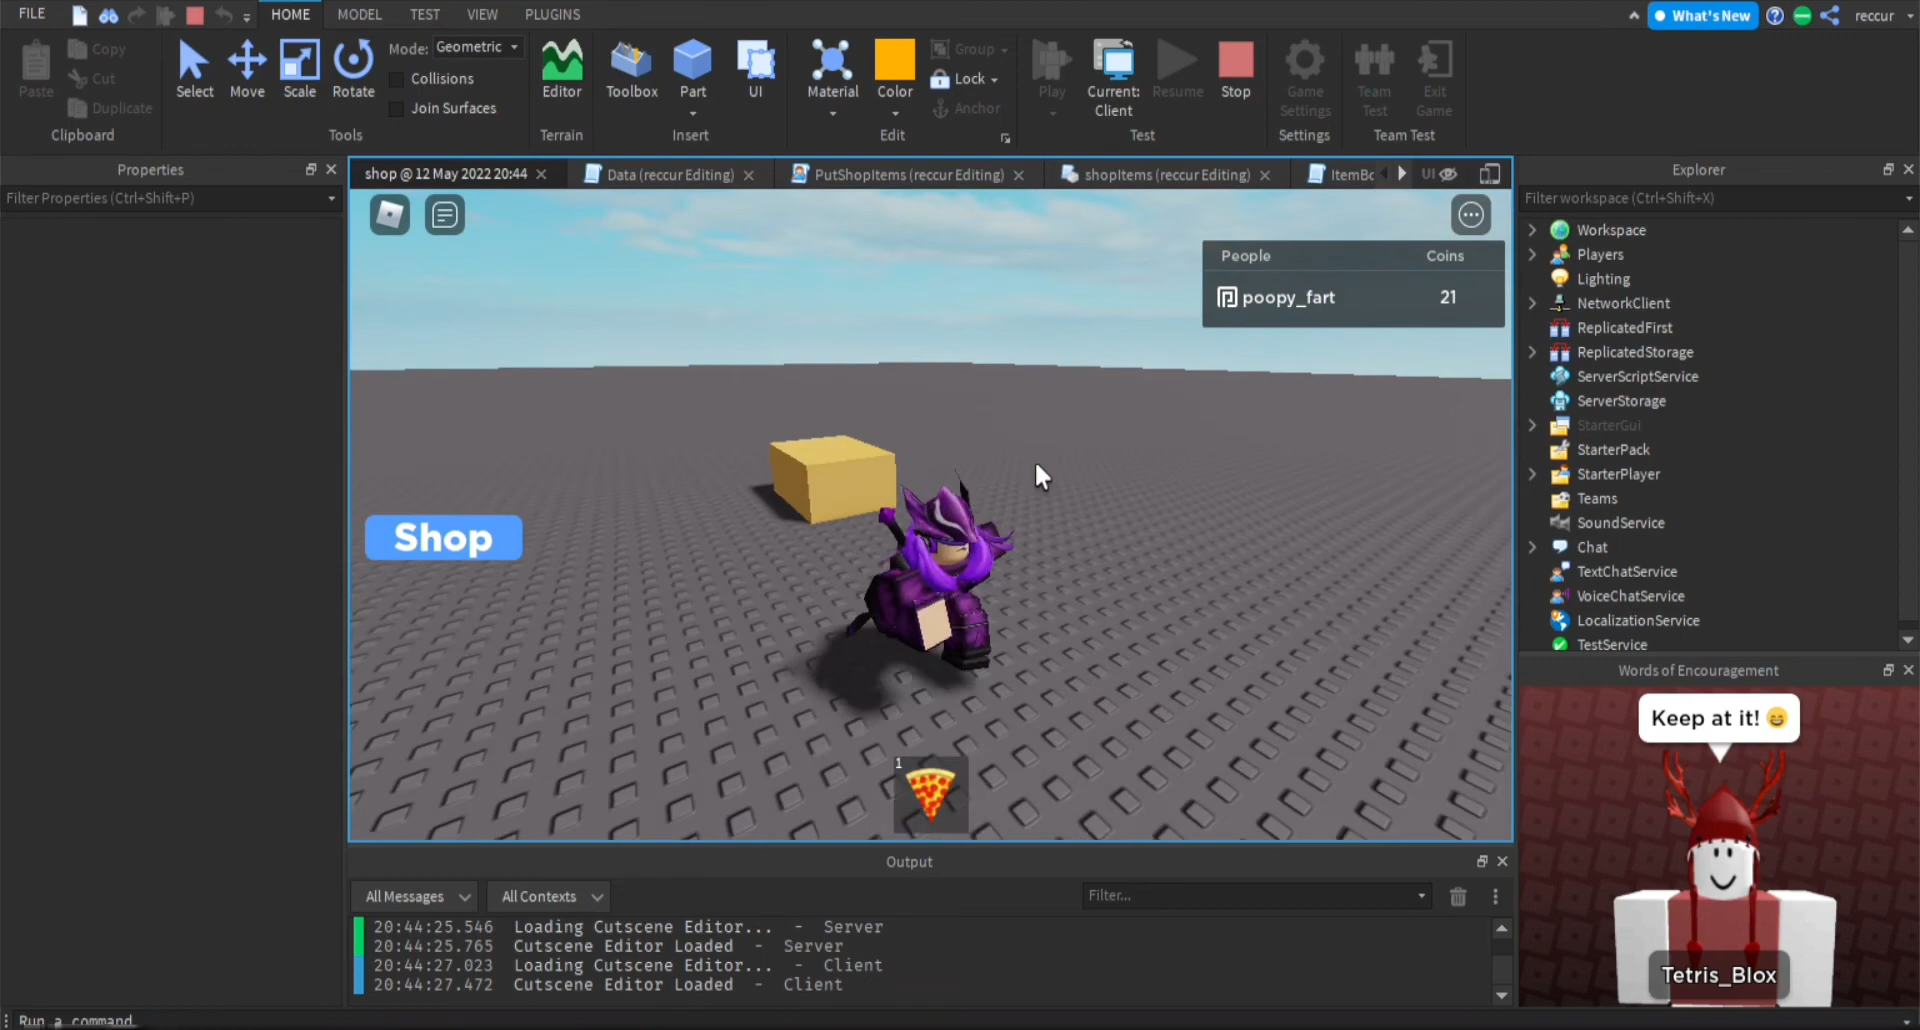 FILE
HOME
MODEL
TEST
VIEW
PLUGINS
What's New
reccur
Paste
Copy
Cut
Duplicate
Clipboard
Select
Move
Scale
Rotate
Mode:
Geometric
Collisions
Join Surfaces
Tools
Editor
Terrain
Toolbox
Part
UI
Insert
Material
Color
Group
Lock
Anchor
Edit
Play
Current:
Client
Resume
Stop
Test
Game
Settings
Settings
Team
Test
Exit
Game
Team Test
Properties
Filter Properties (Ctrl+Shift+P)
shop @ 12 May 2022 20:44
Data (reccur Editing)
PutShopItems (reccur Editing)
shopItems (reccur Editing)
ItemBo
UI
People Coins
poopy_fart 21
Shop
1
Output
All Messages
All Contexts
Filter...
20:44:25.546 Loading Cutscene Editor... - Server
20:44:25.765 Cutscene Editor Loaded - Server
20:44:27.023 Loading Cutscene Editor... - Client
20:44:27.472 Cutscene Editor Loaded - Client
Run a command
Explorer
Filter workspace (Ctrl+Shift+X)
Workspace
Players
Lighting
NetworkClient
ReplicatedFirst
ReplicatedStorage
ServerScriptService
ServerStorage
StarterGui
StarterPack
StarterPlayer
Teams
SoundService
Chat
TextChatService
VoiceChatService
LocalizationService
TestService
Words of Encouragement
Keep at it! 😄
Tetris_Blox